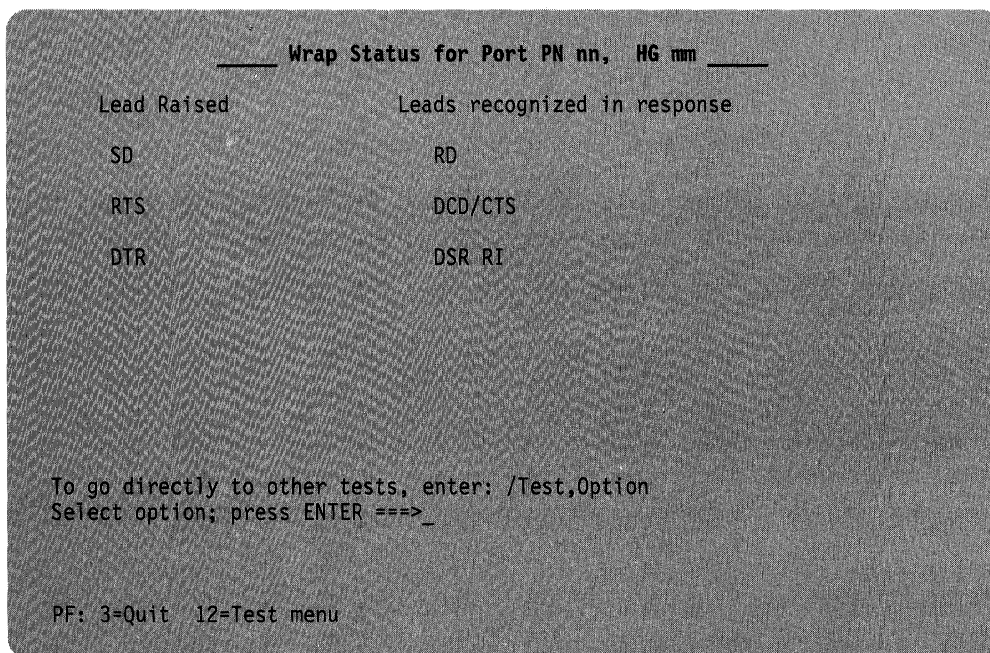 _____ Wrap Status for Port PN nn,  HG mm _____
Lead Raised Leads recognized in response
SD RD
RTS DCD/CTS
DTR DSR RI
To go directly to other tests, enter: /Test,Option
Select option; press ENTER ===>_
PF: 3=Quit  12=Test menu